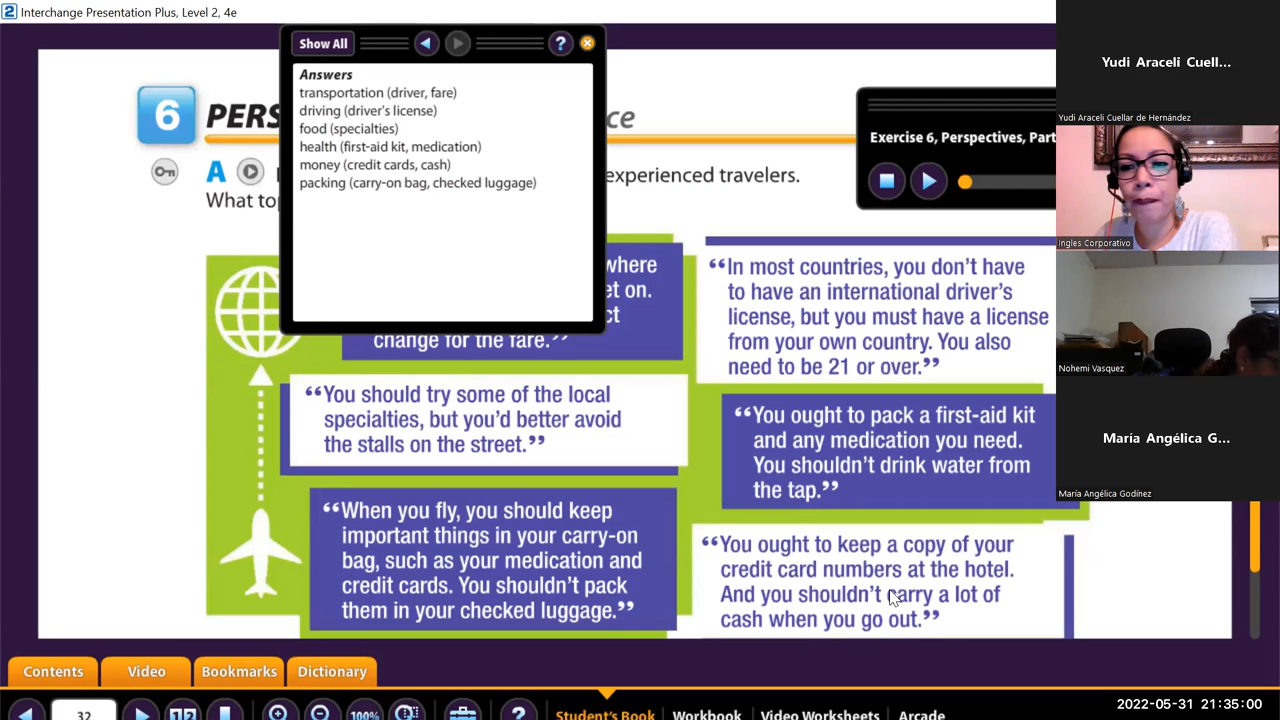 Interchange Presentation Plus, Level 2, 4e
Show All
?
Answers
transportation (driver, fare)
driving (driver's license)
food (specialties)
health (first-aid kit, medication)
money (credit cards, cash)
packing (carry-on bag, checked luggage)
6
PERS
ce
A
experienced travelers.
What to
Exercise 6, Perspectives, Part
where
et on.
ct
change for the fare.”
“In most countries, you don’t have
to have an international driver’s
license, but you must have a license
from your own country. You also
need to be 21 or over.”
“You should try some of the local
specialties, but you’d better avoid
the stalls on the street.”
“You ought to pack a first-aid kit
and any medication you need.
You shouldn’t drink water from
the tap.”
“When you fly, you should keep
important things in your carry-on
bag, such as your medication and
credit cards. You shouldn’t pack
them in your checked luggage.”
“You ought to keep a copy of your
credit card numbers at the hotel.
And you shouldn’t carry a lot of
cash when you go out.”
Yudi Araceli Cuell...
Yudi Araceli Cuellar de Hernández
Ingles Corporativo
Nohemi Vasquez
María Angélica G...
María Angélica Godínez
Contents
Video
Bookmarks
Dictionary
32
1 2
100%
?
Student's Book
Workbook
Video Worksheets
Arcade
2022-05-31 21:35:00